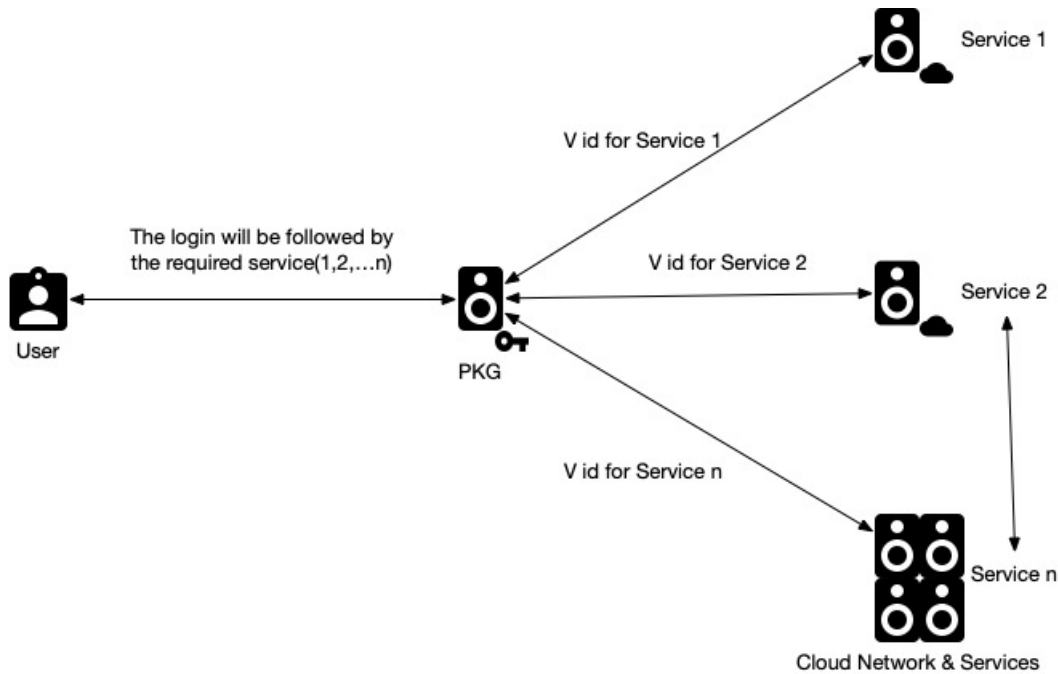 Service 1
V id for Service 1
The login will be followed by
the required service(1,2,...n)
V id for Service 2
Service 2
User
PKG
V id for Service n
Service n
Cloud Network & Services